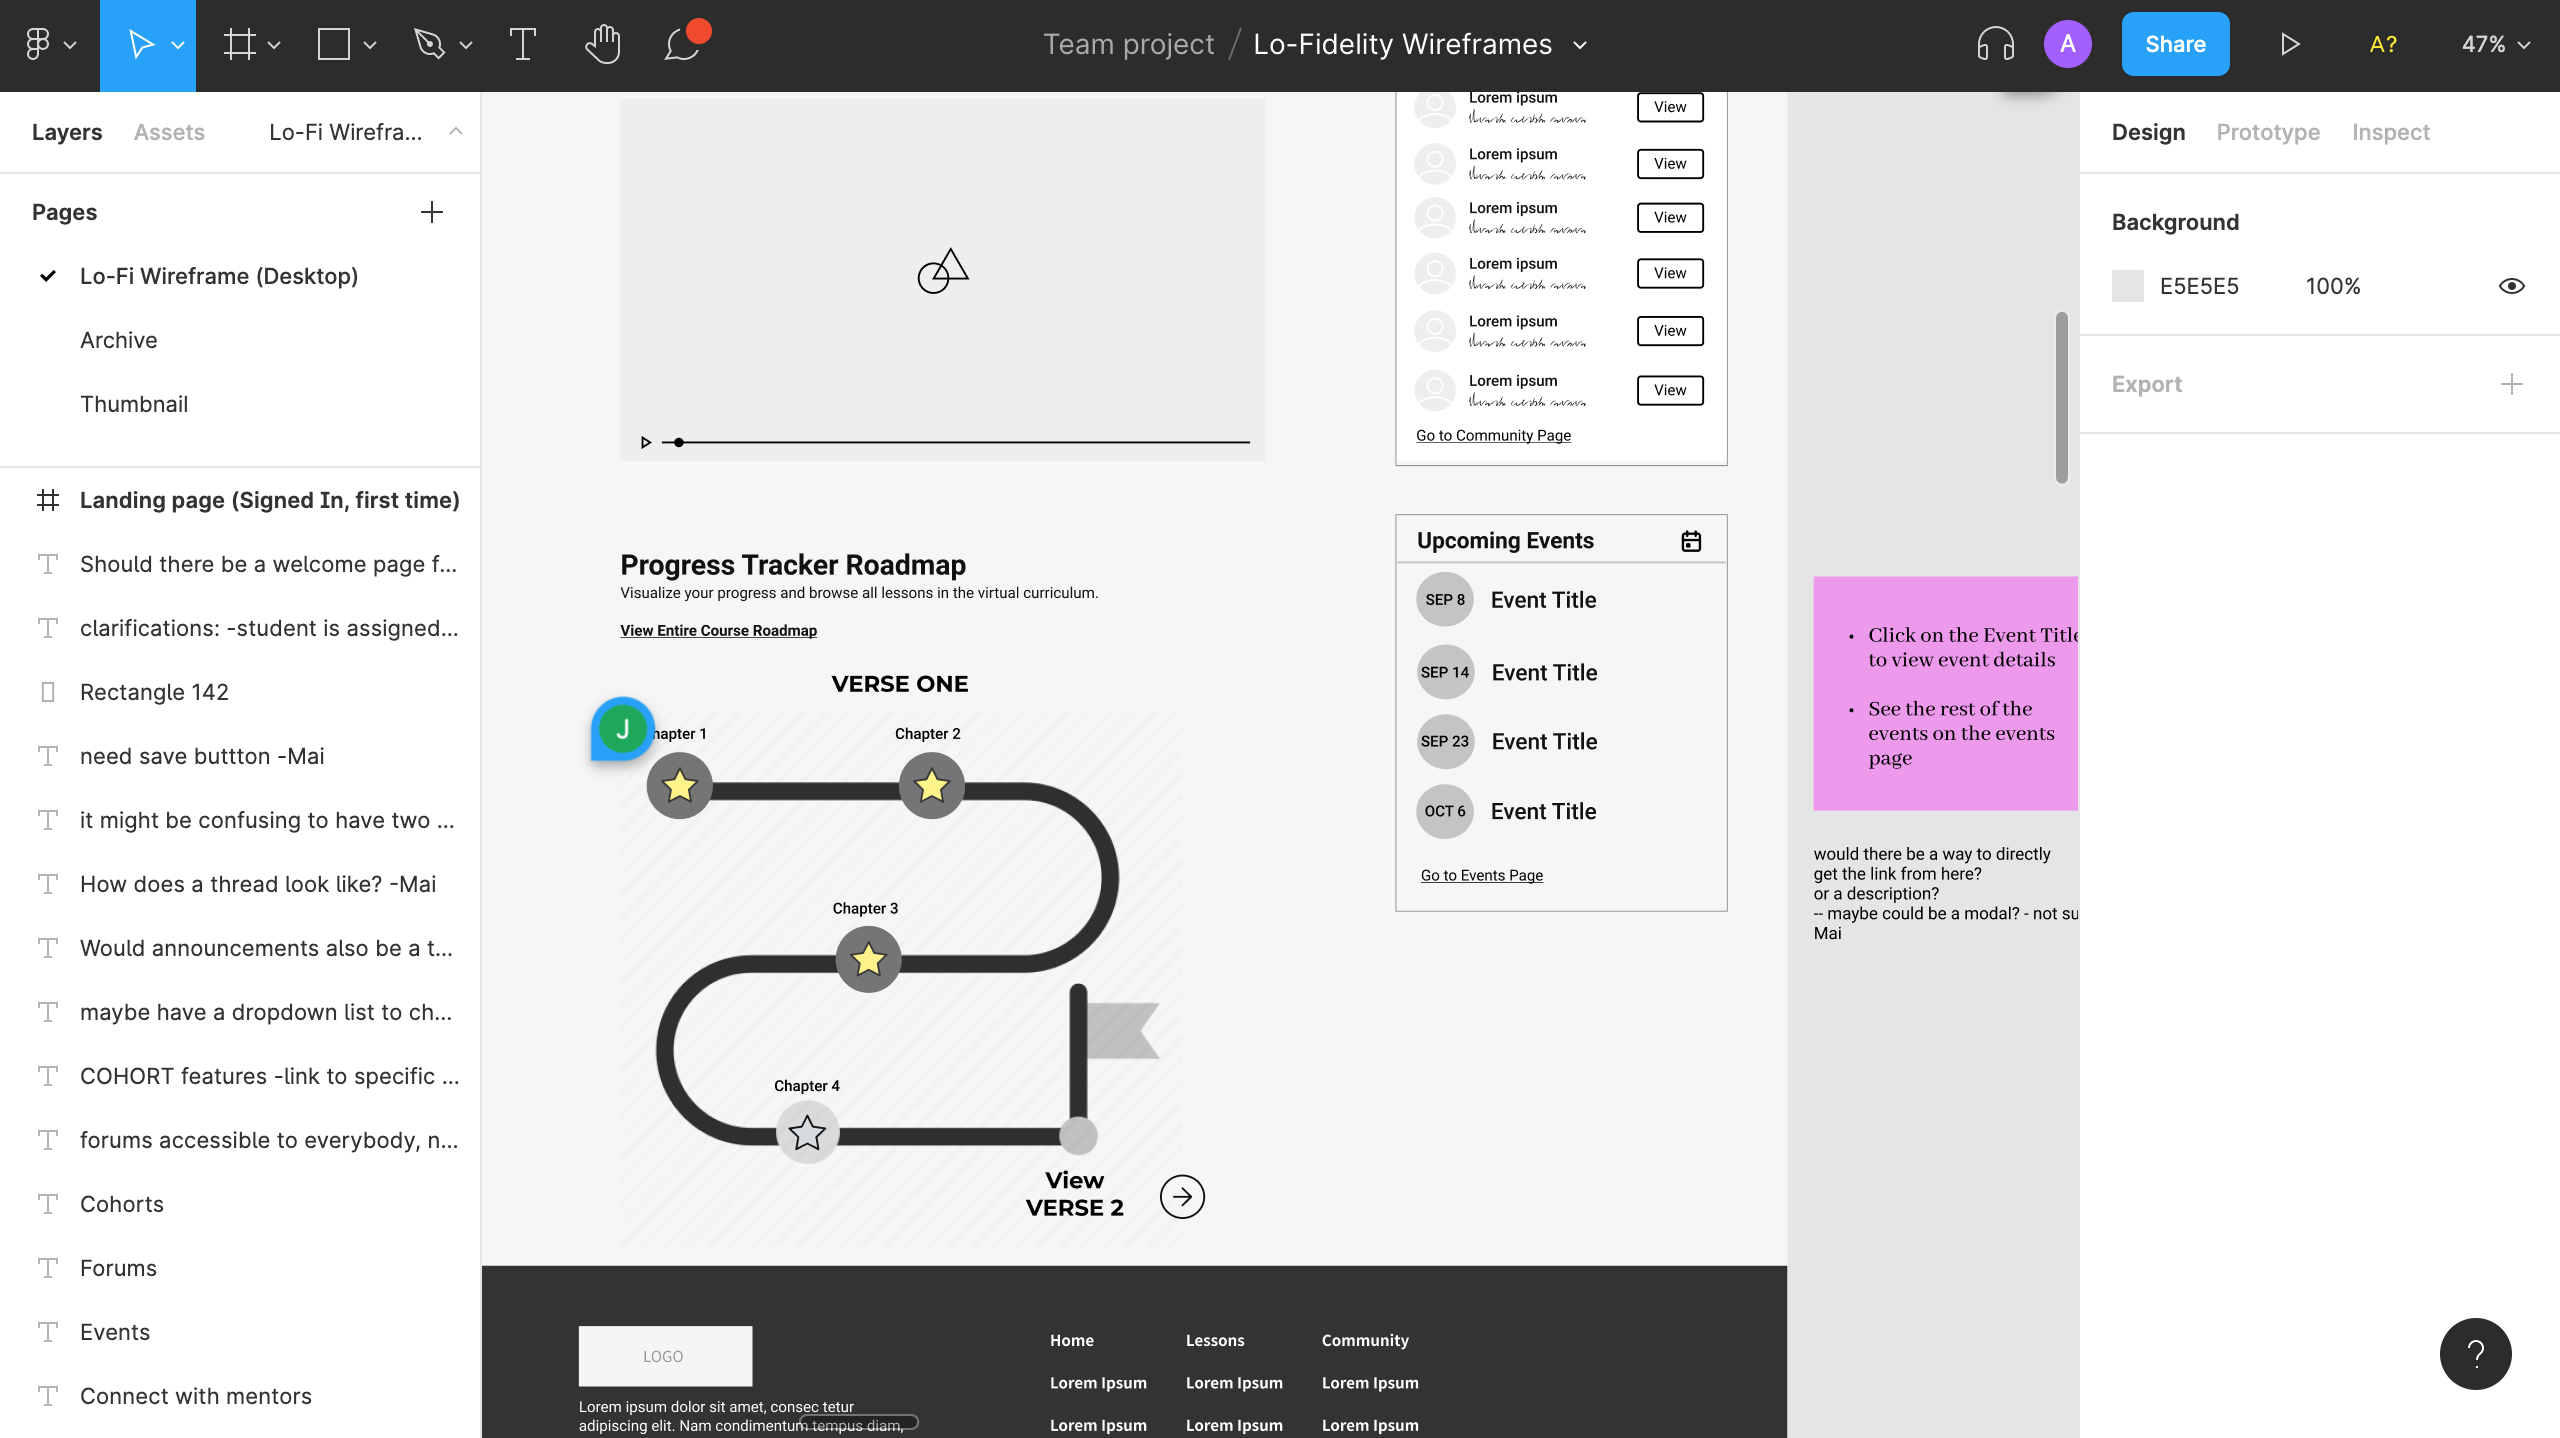 Team project / Lo-Fidelity Wireframes
A
Share
A?
47%
Layers
Assets
Lo-Fi Wirefra...
Pages
Lo-Fi Wireframe (Desktop)
Archive
Thumbnail
Landing page (Signed In, first time)
Should there be a welcome page f...
clarifications: -student is assigned...
Rectangle 142
need save buttton -Mai
it might be confusing to have two ...
How does a thread look like? -Mai
Would announcements also be a t...
maybe have a dropdown list to ch...
COHORT features -link to specific ...
forums accessible to everybody, n...
Cohorts
Forums
Events
Connect with mentors
Progress Tracker Roadmap
Visualize your progress and browse all lessons in the virtual curriculum.
View Entire Course Roadmap
VERSE ONE
J
hapter 1
Chapter 2
Chapter 3
Chapter 4
View
VERSE 2
Lorem ipsum
View
Lorem ipsum
View
Lorem ipsum
View
Lorem ipsum
View
Lorem ipsum
View
Lorem ipsum
View
Go to Community Page
Upcoming Events
SEP 8 Event Title
SEP 14 Event Title
SEP 23 Event Title
OCT 6 Event Title
Go to Events Page
• Click on the Event Title
to view event details
• See the rest of the
events on the events
page
would there be a way to directly
get the link from here?
or a description?
-- maybe could be a modal? - not su
Mai
LOGO
Lorem ipsum dolor sit amet, consec tetur
adipiscing elit. Nam condimentum tempus diam,
Home Lessons Community
Lorem Ipsum Lorem Ipsum Lorem Ipsum
Lorem Ipsum Lorem Ipsum Lorem Ipsum
Design
Prototype
Inspect
Background
E5E5E5
100%
Export
?